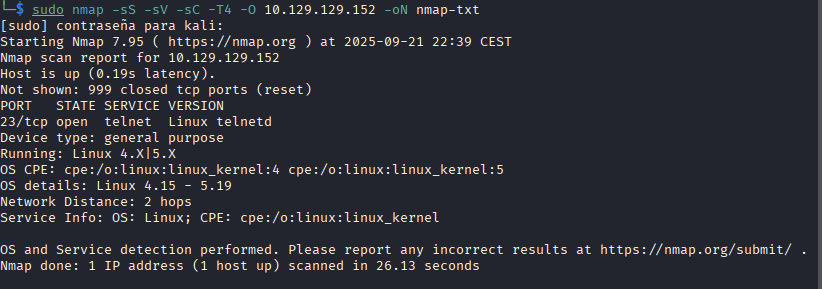 └─$ sudo nmap -sS -sV -sC -T4 -O 10.129.129.152 -oN nmap-txt
[sudo] contraseña para kali:
Starting Nmap 7.95 ( https://nmap.org ) at 2025-09-21 22:39 CEST
Nmap scan report for 10.129.129.152
Host is up (0.19s latency).
Not shown: 999 closed tcp ports (reset)
PORT   STATE SERVICE VERSION
23/tcp open  telnet  Linux telnetd
Device type: general purpose
Running: Linux 4.X|5.X
OS CPE: cpe:/o:linux:linux_kernel:4 cpe:/o:linux:linux_kernel:5
OS details: Linux 4.15 - 5.19
Network Distance: 2 hops
Service Info: OS: Linux; CPE: cpe:/o:linux:linux_kernel

OS and Service detection performed. Please report any incorrect results at https://nmap.org/submit/ .
Nmap done: 1 IP address (1 host up) scanned in 26.13 seconds